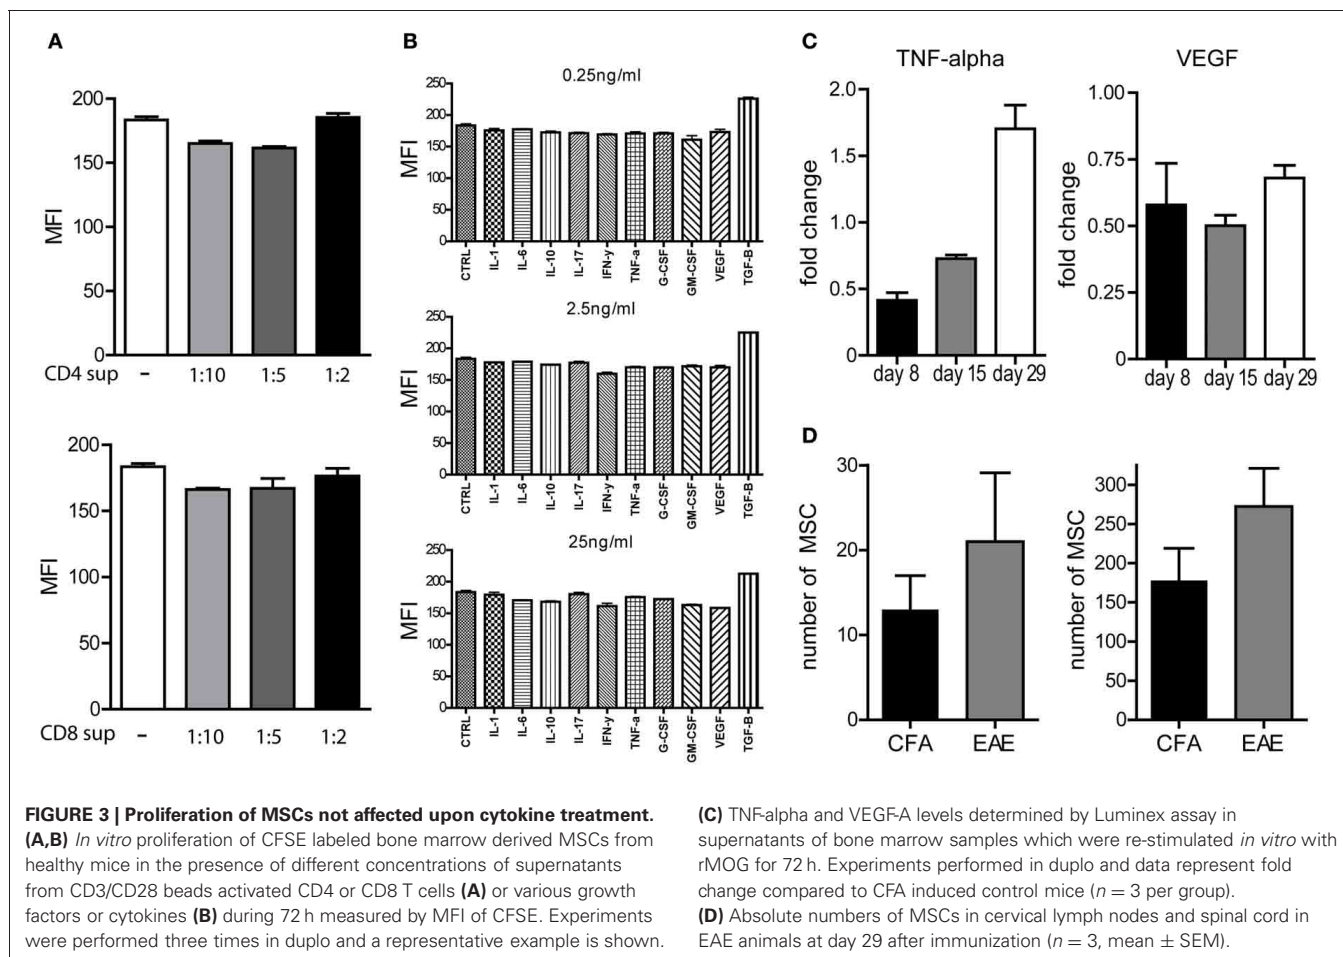 A
200
150
100
50
0
MFI
CD4 sup – 1:10 1:5 1:2
200
150
100
50
0
MFI
CD8 sup – 1:10 1:5 1:2
B
0.25ng/ml
250
200
150
100
50
0
MFI
CTRL IL-1 IL-6 IL-10 IL-17 IFN-y TNF-a G-CSF GM-CSF VEGF TGF-B
2.5ng/ml
250
200
150
100
50
0
MFI
CTRL IL-1 IL-6 IL-10 IL-17 IFN-y TNF-a G-CSF GM-CSF VEGF TGF-B
25ng/ml
250
200
150
100
50
0
MFI
CTRL IL-1 IL-6 IL-10 IL-17 IFN-y TNF-a G-CSF GM-CSF VEGF TGF-B
C
TNF-alpha
2.0
1.5
1.0
0.5
0
fold change
day 8 day 15 day 29
VEGF
1.00
0.75
0.50
0.25
0
fold change
day 8 day 15 day 29
D
30
20
10
0
number of MSC
CFA EAE
300
250
200
150
100
50
0
number of MSC
CFA EAE
FIGURE 3 | Proliferation of MSCs not affected upon cytokine treatment.
(A,B) In vitro proliferation of CFSE labeled bone marrow derived MSCs from
healthy mice in the presence of different concentrations of supernatants
from CD3/CD28 beads activated CD4 or CD8 T cells (A) or various growth
factors or cytokines (B) during 72 h measured by MFI of CFSE. Experiments
were performed three times in duplo and a representative example is shown.
(C) TNF-alpha and VEGF-A levels determined by Luminex assay in
supernatants of bone marrow samples which were re-stimulated in vitro with
rMOG for 72 h. Experiments performed in duplo and data represent fold
change compared to CFA induced control mice (n = 3 per group).
(D) Absolute numbers of MSCs in cervical lymph nodes and spinal cord in
EAE animals at day 29 after immunization (n = 3, mean ± SEM).